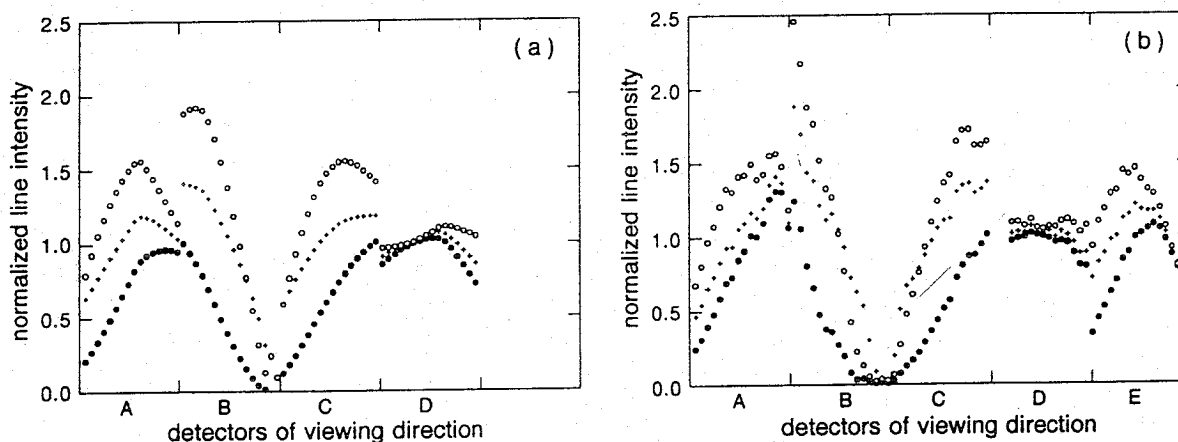 (a)
normalized line intensity
2.5
2.0
1.5
1.0
0.5
0.0
A B C D
detectors of viewing direction
(b)
normalized line intensity
2.5
2.0
1.5
1.0
0.5
0.0
A B C D E
detectors of viewing direction